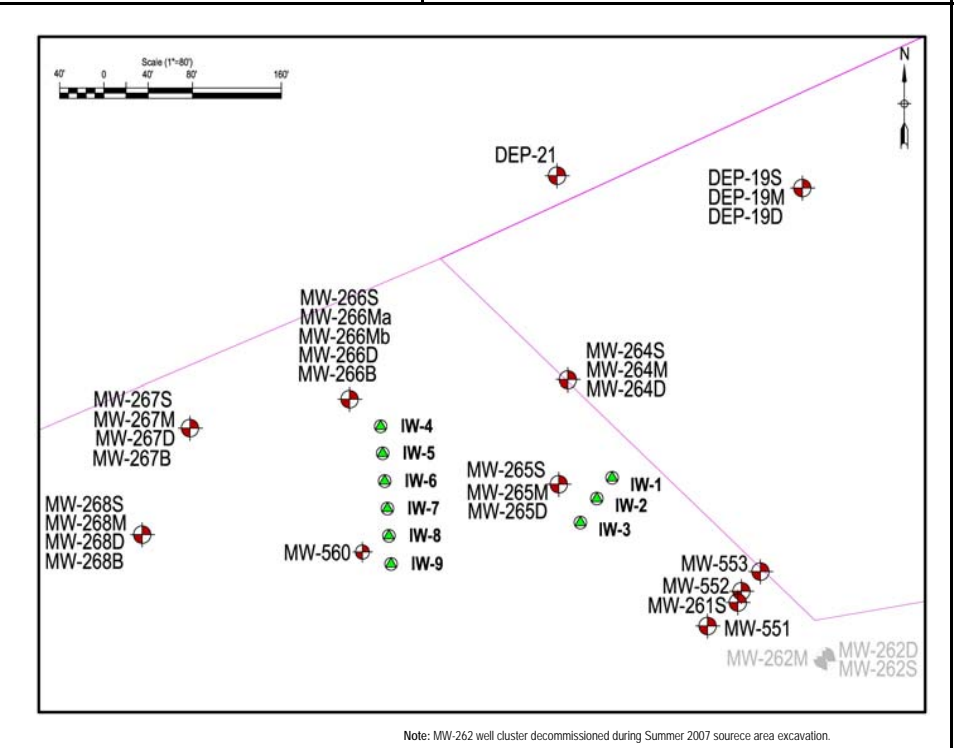 Scale (1"=80')
40' 0 40' 80' 160'
N
DEP-21
DEP-19S
DEP-19M
DEP-19D
MW-266S
MW-266Ma
MW-266Mb
MW-266D
MW-266B
MW-264S
MW-264M
MW-264D
MW-267S
MW-267M
MW-267D
MW-267B
IW-4
IW-5
IW-6
IW-7
IW-8
IW-9
MW-265S
MW-265M
MW-265D
IW-1
IW-2
IW-3
MW-268S
MW-268M
MW-268D
MW-268B
MW-560
MW-553
MW-552
MW-261S
MW-551
MW-262M
MW-262D
MW-262S
Note: MW-262 well cluster decommissioned during Summer 2007 sourece area excavation.